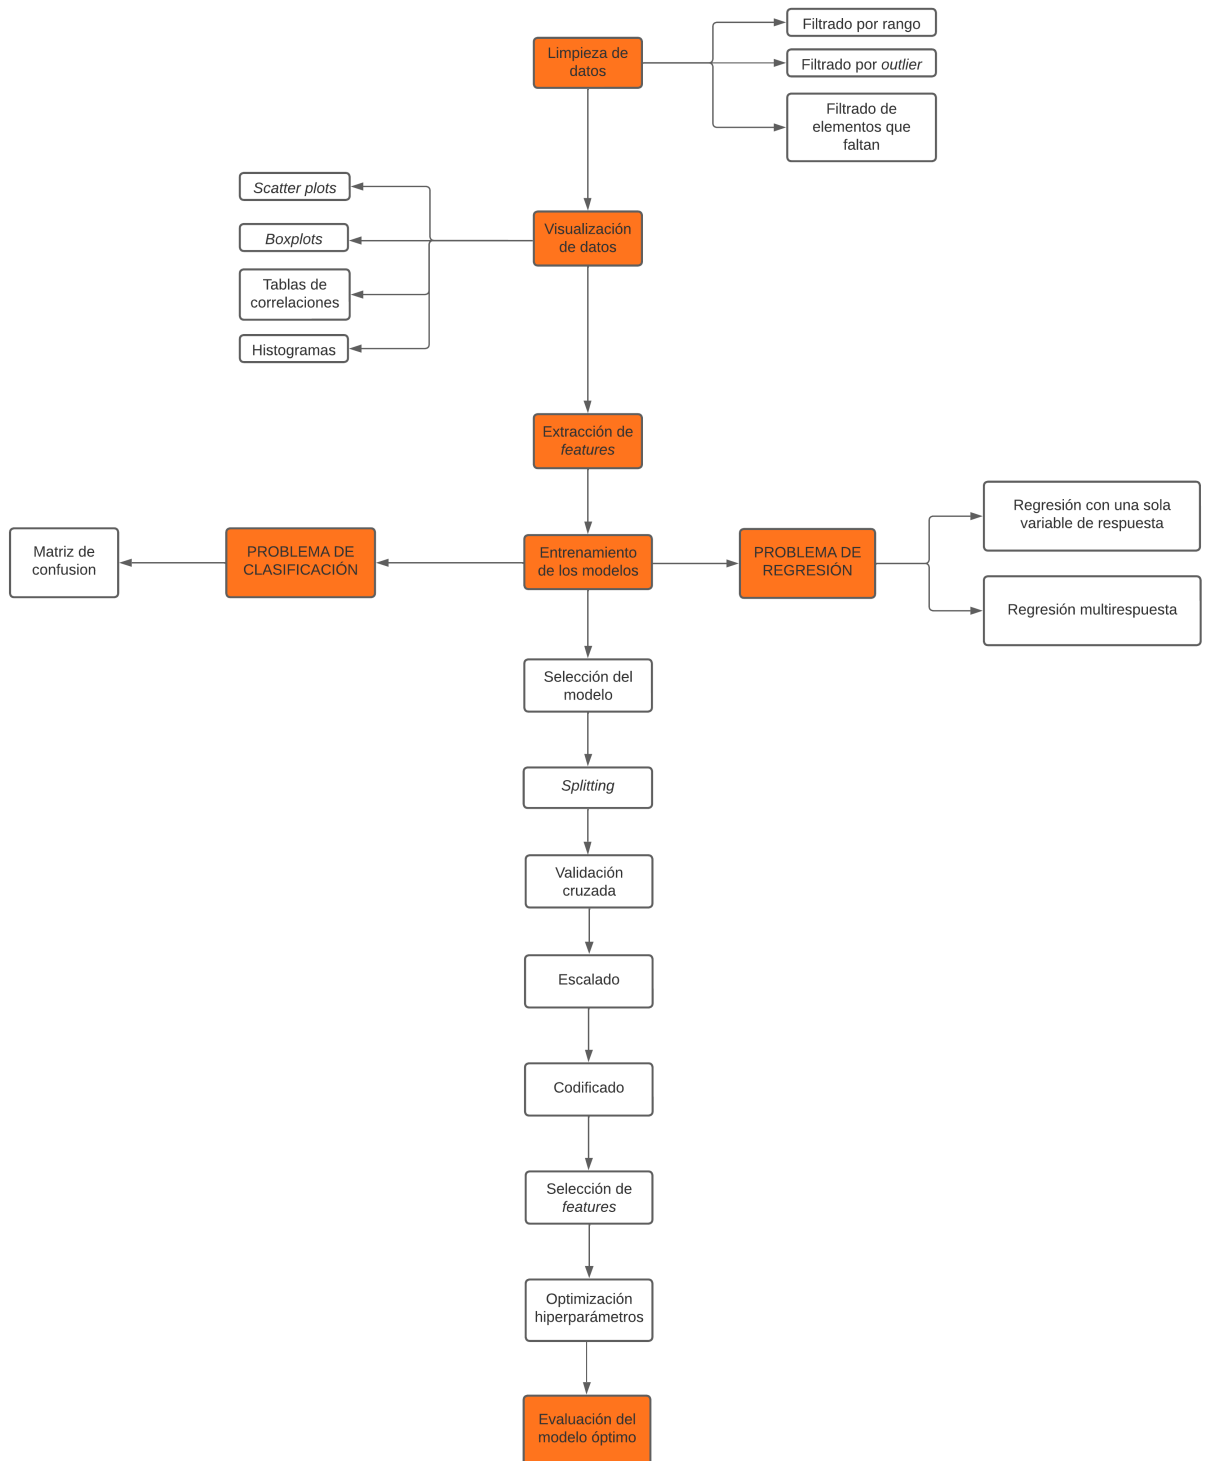 Limpieza de
datos
Filtrado por rango
Filtrado por outlier
Filtrado de
elementos que
faltan
Scatter plots
Boxplots
Tablas de
correlaciones
Histogramas
Visualización
de datos
Extracción de
features
Matriz de
confusion
PROBLEMA DE
CLASIFICACIÓN
Entrenamiento
de los modelos
PROBLEMA DE
REGRESIÓN
Regresión con una sola
variable de respuesta
Regresión multirespuesta
Selección del
modelo
Splitting
Validación
cruzada
Escalado
Codificado
Selección de
features
Optimización
hiperparámetros
Evaluación del
modelo óptimo